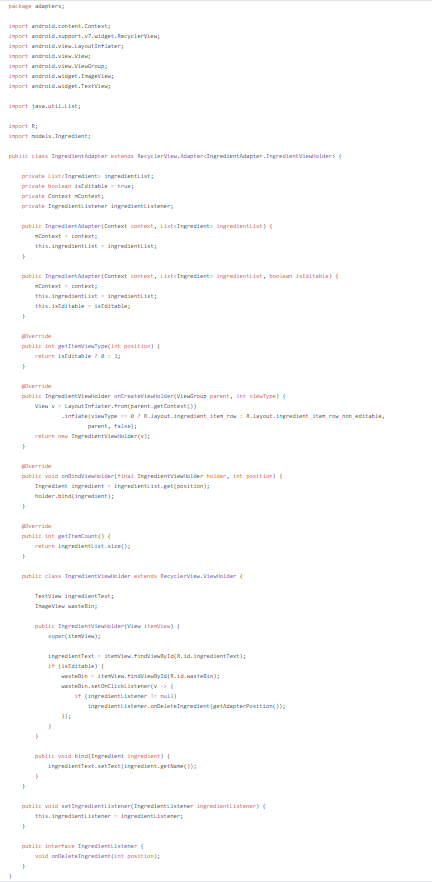 package adapters;
import android.content.Context;
import android.support.v7.widget.RecyclerView;
import android.view.LayoutInflater;
import android.view.View;
import android.view.ViewGroup;
import android.widget.ImageView;
import android.widget.TextView;
import java.util.List;
import R;
import models.Ingredient;
public class IngredientAdapter extends RecyclerView.Adapter<IngredientAdapter.IngredientViewHolder> {
private List<Ingredient> ingredientList;
private boolean isEditable = true;
private Context mContext;
private IngredientListener ingredientListener;
public IngredientAdapter(Context context, List<Ingredient> ingredientList) {
mContext = context;
this.ingredientList = ingredientList;
}
public IngredientAdapter(Context context, List<Ingredient> ingredientList, boolean isEditable) {
mContext = context;
this.ingredientList = ingredientList;
this.isEditable = isEditable;
}
@Override
public int getItemViewType(int position) {
return isEditable ? 0 : 1;
}
@Override
public IngredientViewHolder onCreateViewHolder(ViewGroup parent, int viewType) {
View v = LayoutInflater.from(parent.getContext())
.inflate(viewType == 0 ? R.layout.ingredient_item_row : R.layout.ingredient_item_row_non_editable,
parent, false);
return new IngredientViewHolder(v);
}
@Override
public void onBindViewHolder(final IngredientViewHolder holder, int position) {
Ingredient ingredient = ingredientList.get(position);
holder.bind(ingredient);
}
@Override
public int getItemCount() {
return ingredientList.size();
}
public class IngredientViewHolder extends RecyclerView.ViewHolder {
TextView ingredientText;
ImageView wasteBin;
public IngredientViewHolder(View itemView) {
super(itemView);
ingredientText = itemView.findViewById(R.id.ingredientText);
if (isEditable) {
wasteBin = itemView.findViewById(R.id.wasteBin);
wasteBin.setOnClickListener(v -> {
if (ingredientListener != null)
ingredientListener.onDeleteIngredient(getAdapterPosition());
});
}
}
public void bind(Ingredient ingredient) {
ingredientText.setText(ingredient.getName());
}
}
public void setIngredientListener(IngredientListener ingredientListener) {
this.ingredientListener = ingredientListener;
}
public interface IngredientListener {
void onDeleteIngredient(int position);
}
}